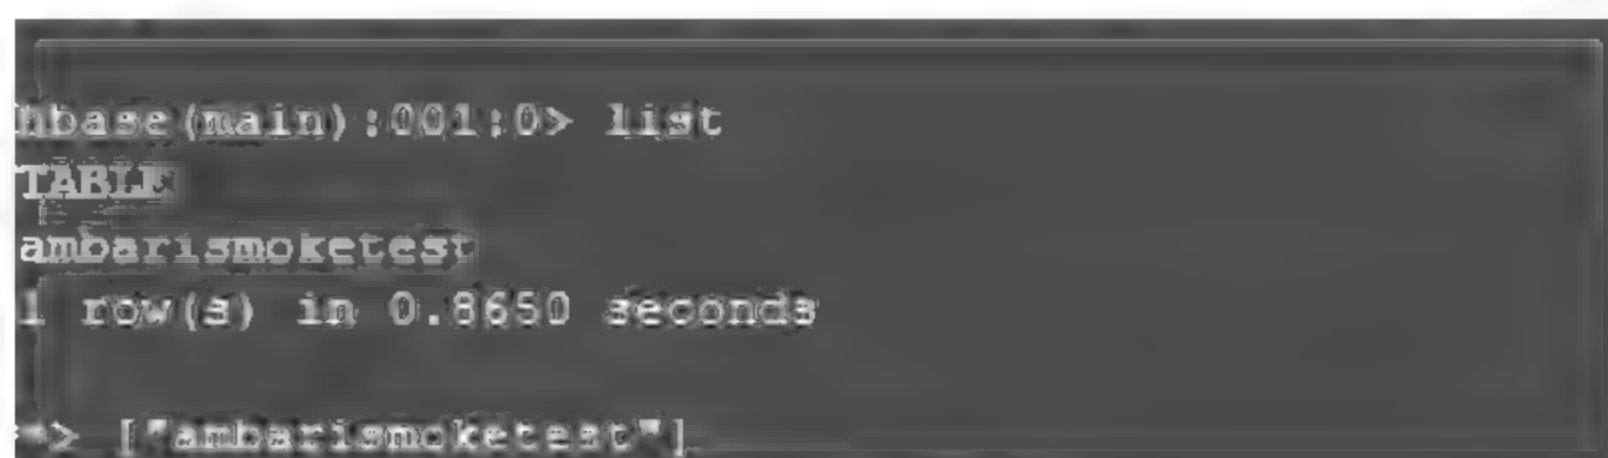 hbase(main):001:0> list
TABLE
ambarismoketest
1 row(s) in 0.8650 seconds
=> ["ambarismoketest"]